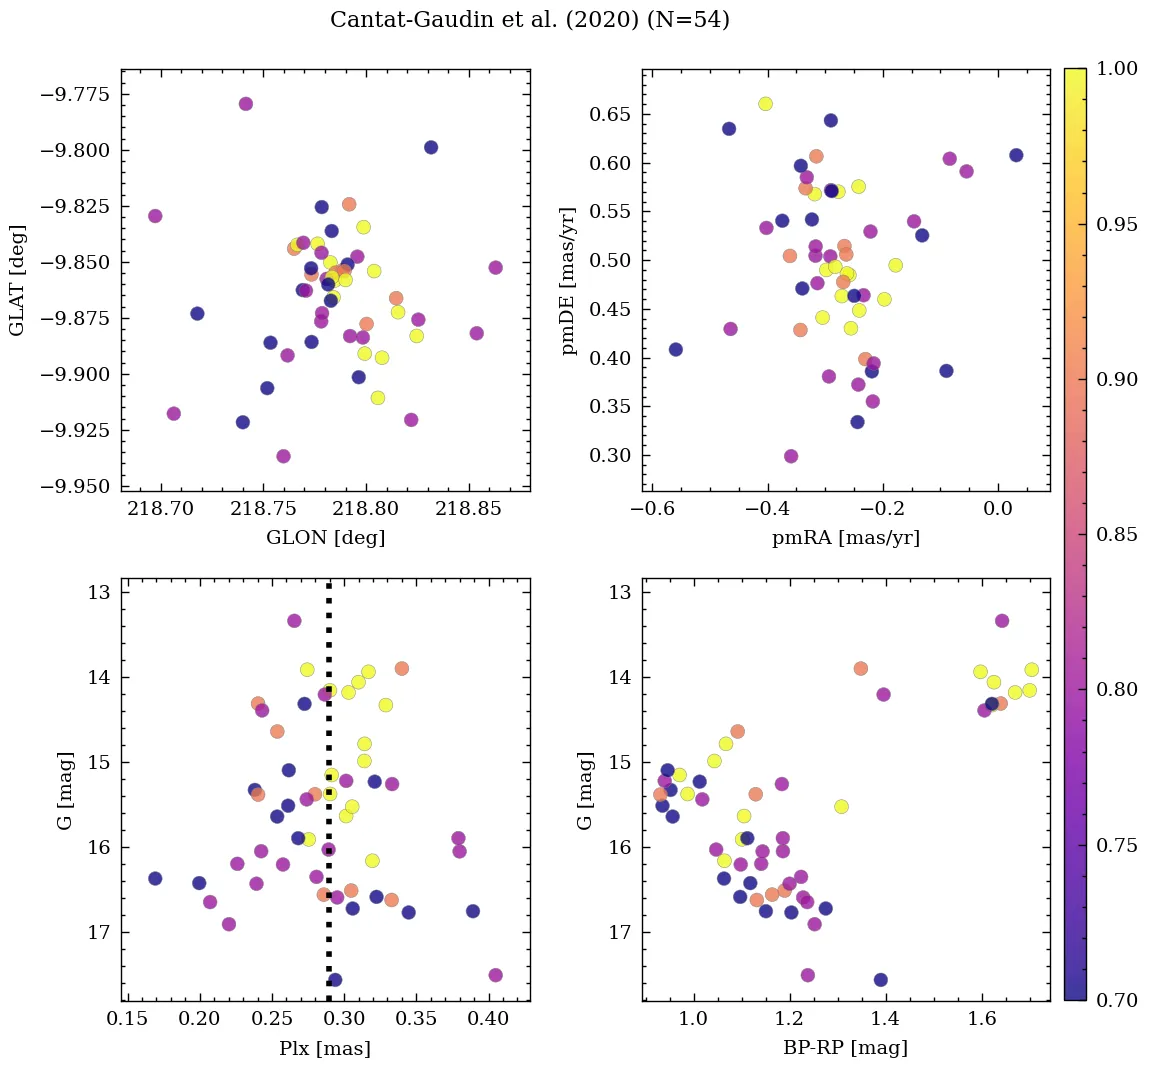 Cantat-Gaudin et al. (2020) (N=54)
−9.775
−9.800
−9.825
−9.850
−9.875
−9.900
−9.925
−9.950
GLAT [deg]
218.70 218.75 218.80 218.85
GLON [deg]
0.65
0.60
0.55
0.50
0.45
0.40
0.35
0.30
pmDE [mas/yr]
−0.6 −0.4 −0.2 0.0
pmRA [mas/yr]
13
14
15
16
17
G [mag]
0.15 0.20 0.25 0.30 0.35 0.40
Plx [mas]
13
14
15
16
17
G [mag]
1.0 1.2 1.4 1.6
BP-RP [mag]
1.00
0.95
0.90
0.85
0.80
0.75
0.70